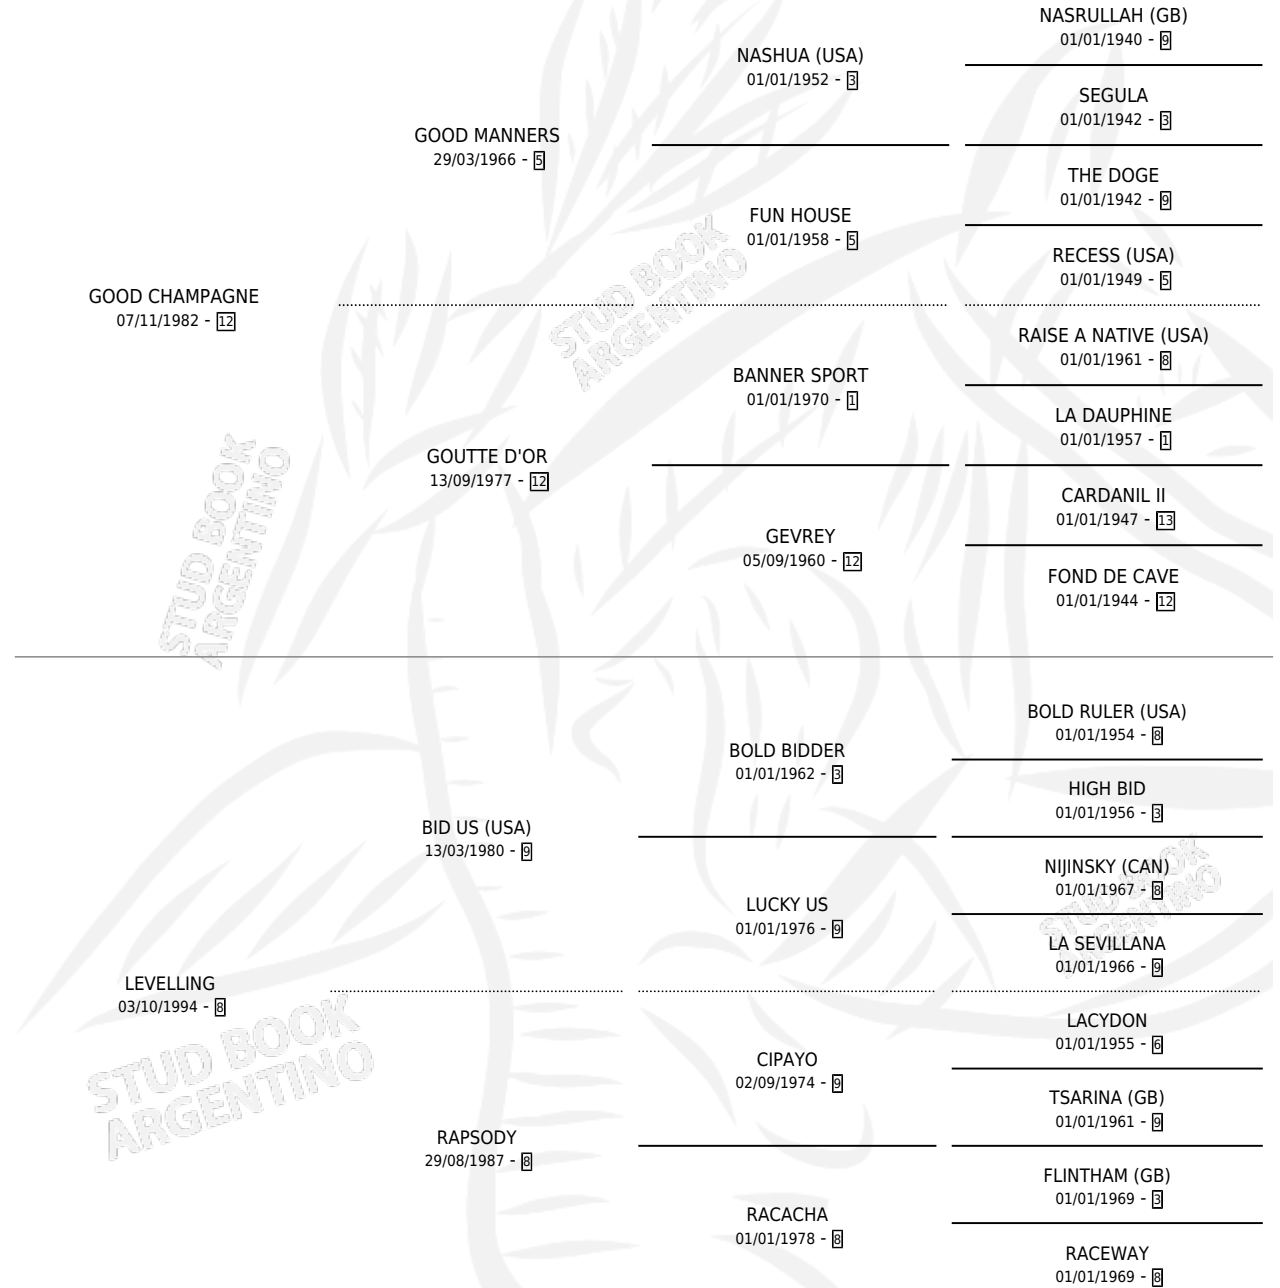 NASRULLAH (GB)
01/01/1940 - 9
NASHUA (USA)
01/01/1952 - 3
SEGULA
01/01/1942 - 3
GOOD MANNERS
29/03/1966 - 5
THE DOGE
01/01/1942 - 9
FUN HOUSE
01/01/1958 - 5
RECESS (USA)
01/01/1949 - 5
GOOD CHAMPAGNE
07/11/1982 - 12
RAISE A NATIVE (USA)
01/01/1961 - 8
BANNER SPORT
01/01/1970 - 1
LA DAUPHINE
01/01/1957 - 1
GOUTTE D'OR
13/09/1977 - 12
CARDANIL II
01/01/1947 - 13
GEVREY
05/09/1960 - 12
FOND DE CAVE
01/01/1944 - 12
BOLD RULER (USA)
01/01/1954 - 8
BOLD BIDDER
01/01/1962 - 3
HIGH BID
01/01/1956 - 3
BID US (USA)
13/03/1980 - 9
NIJINSKY (CAN)
01/01/1967 - 8
LUCKY US
01/01/1976 - 9
LA SEVILLANA
01/01/1966 - 9
LEVELLING
03/10/1994 - 8
LACYDON
01/01/1955 - 6
CIPAYO
02/09/1974 - 9
TSARINA (GB)
01/01/1961 - 9
RAPSODY
29/08/1987 - 8
FLINTHAM (GB)
01/01/1969 - 3
RACACHA
01/01/1978 - 8
RACEWAY
01/01/1969 - 8
STUD BOOK
ARGENTINO
STUD BOOK
ARGENTINO
STUD BOOK
ARGENTINO
STUD BOOK
ARGENTINO